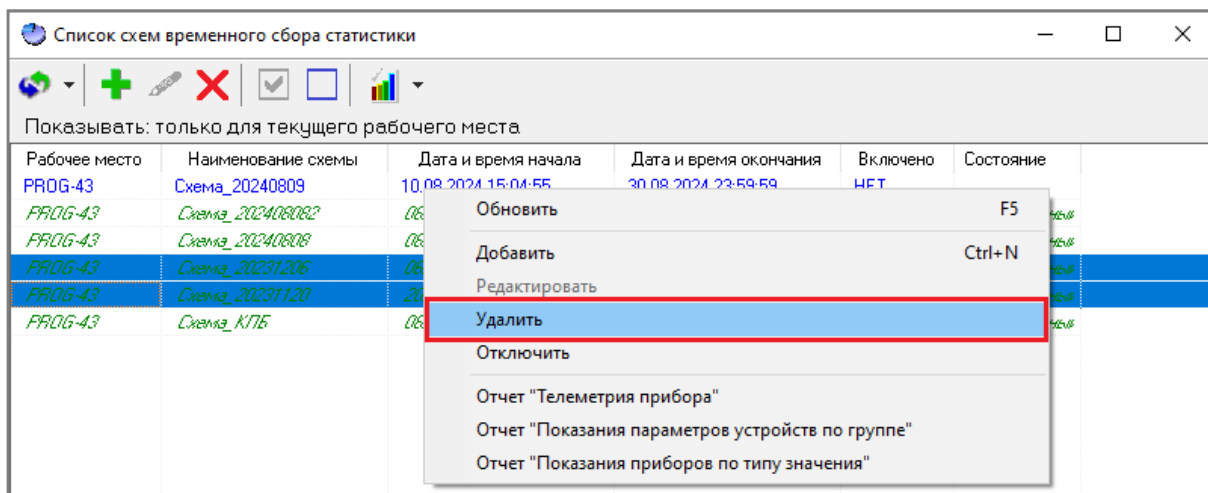 Список схем временного сбора статистики
Показывать: только для текущего рабочего места
Рабочее место Наименование схемы Дата и время начала Дата и время окончания Включено Состояние
PROG-43 Схема_20240809 10.08.2024 15:04:55 30.08.2024 23:59:59 НЕТ
PROG-43 Схема_202408082
PROG-43 Схема_20240808
PROG-43 Схема_20231206
PROG-43 Схема_20231120
PROG-43 Схема_КПБ
Обновить F5
Добавить Ctrl+N
Редактировать
Удалить
Отключить
Отчет "Телеметрия прибора"
Отчет "Показания параметров устройств по группе"
Отчет "Показания приборов по типу значения"